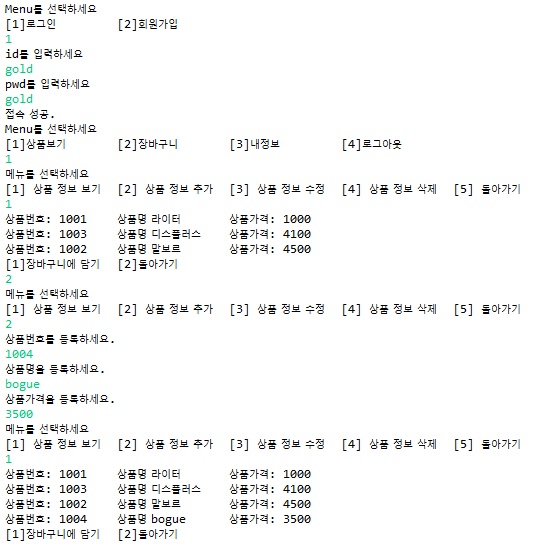 Menu를 선택하세요
[1]로그인 [2]회원가입
1
id를 입력하세요
gold
pwd를 입력하세요
gold
접속 성공.
Menu를 선택하세요
[1]상품보기 [2]장바구니 [3]내정보 [4]로그아웃
1
메뉴를 선택하세요
[1] 상품 정보 보기 [2] 상품 정보 추가 [3] 상품 정보 수정 [4] 상품 정보 삭제 [5] 돌아가기
1
상품번호: 1001 상품명 라이터 상품가격: 1000
상품번호: 1003 상품명 디스플러스 상품가격: 4100
상품번호: 1002 상품명 말보르 상품가격: 4500
[1]장바구니에 담기 [2]돌아가기
2
메뉴를 선택하세요
[1] 상품 정보 보기 [2] 상품 정보 추가 [3] 상품 정보 수정 [4] 상품 정보 삭제 [5] 돌아가기
2
상품번호를 등록하세요.
1004
상품명을 등록하세요.
bogue
상품가격을 등록하세요.
3500
메뉴를 선택하세요
[1] 상품 정보 보기 [2] 상품 정보 추가 [3] 상품 정보 수정 [4] 상품 정보 삭제 [5] 돌아가기
1
상품번호: 1001 상품명 라이터 상품가격: 1000
상품번호: 1003 상품명 디스플러스 상품가격: 4100
상품번호: 1002 상품명 말보르 상품가격: 4500
상품번호: 1004 상품명 bogue 상품가격: 3500
[1]장바구니에 담기 [2]돌아가기